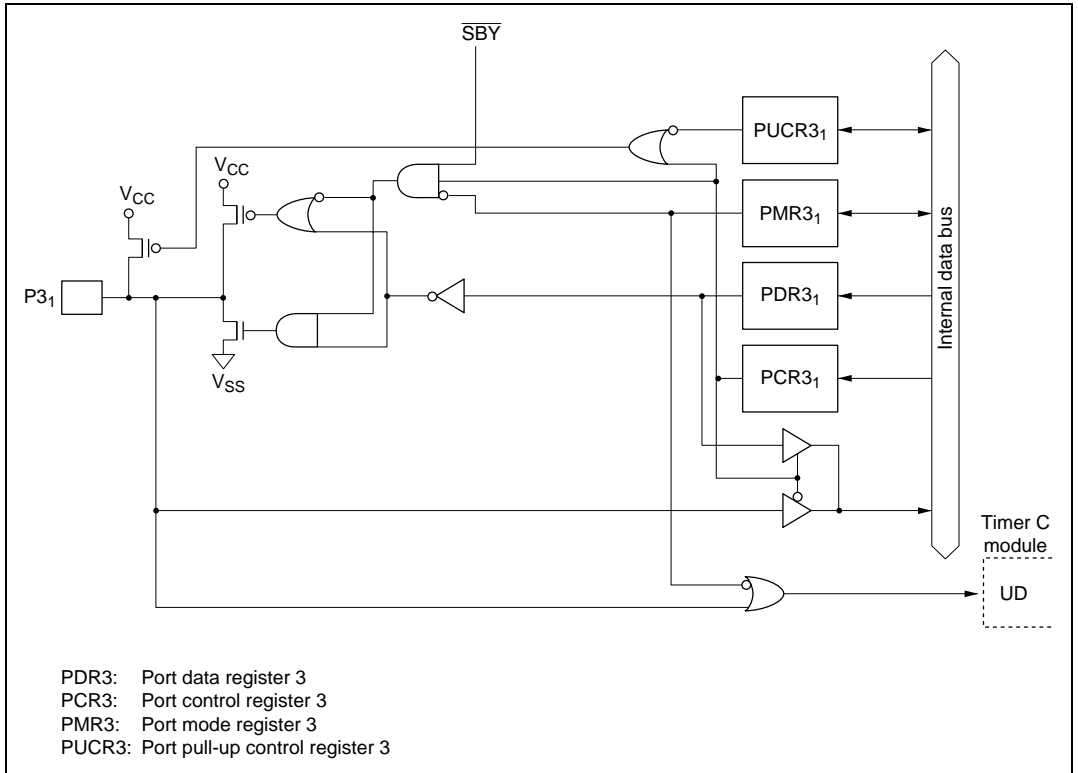 SBY
PUCR3₁
VCC
VCC
PMR3₁
Internal data bus
P3₁
PDR3₁
VSS
PCR3₁
Timer C
module
UD
PDR3: Port data register 3
PCR3: Port control register 3
PMR3: Port mode register 3
PUCR3: Port pull-up control register 3